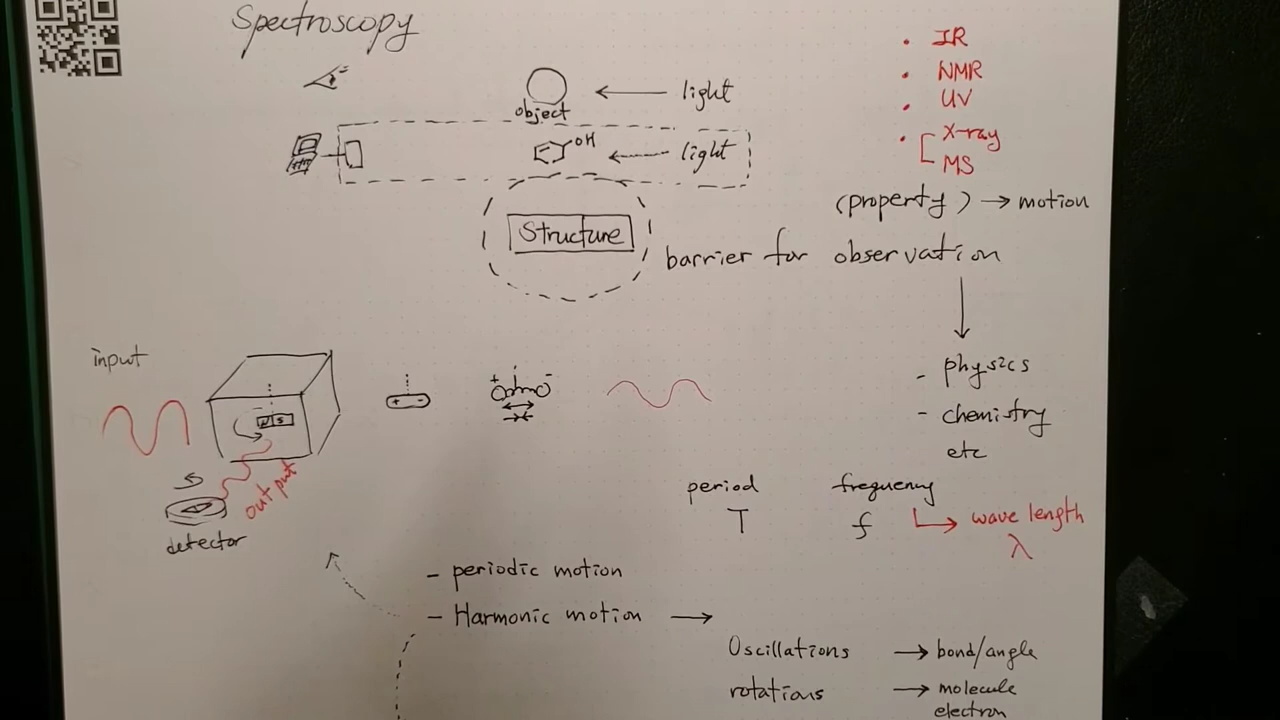 Spectroscopy
object
light
OH
light
Structure
• IR
• NMR
• UV
• X-ray
MS
(property) → motion
barrier for observation
- physics
- chemistry
etc
input
N S
+ -
+ -
output
detector
period
frequency
T
f
wave length
λ
- periodic motion
- Harmonic motion →
Oscillations → bond/angle
rotations → molecule
electron